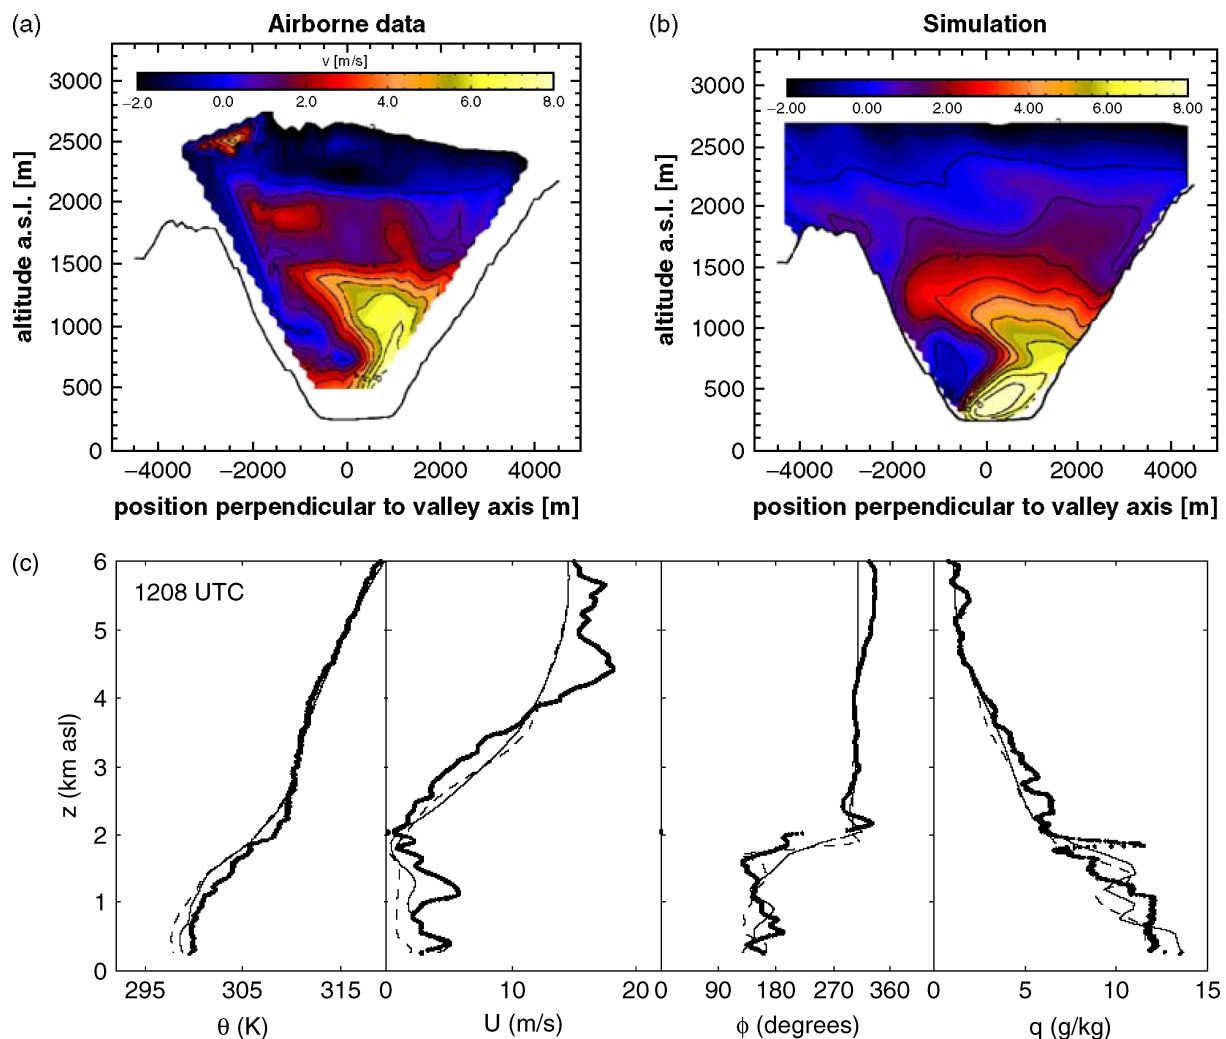 (a)
Airborne data
(b)
Simulation
v [m/s]
−2.0 0.0 2.0 4.0 6.0 8.0
−2.00 0.00 2.00 4.00 6.00 8.00
altitude a.s.l. [m]
3000
2500
2000
1500
1000
500
0
−4000 −2000 0 2000 4000
position perpendicular to valley axis [m]
altitude a.s.l. [m]
3000
2500
2000
1500
1000
500
0
−4000 −2000 0 2000 4000
position perpendicular to valley axis [m]
(c)
1208 UTC
z (km asl)
6
5
4
3
2
1
0
295 305 315
θ (K)
0 10 20
U (m/s)
0 90 180 270 360
ϕ (degrees)
0 5 10 15
q (g/kg)